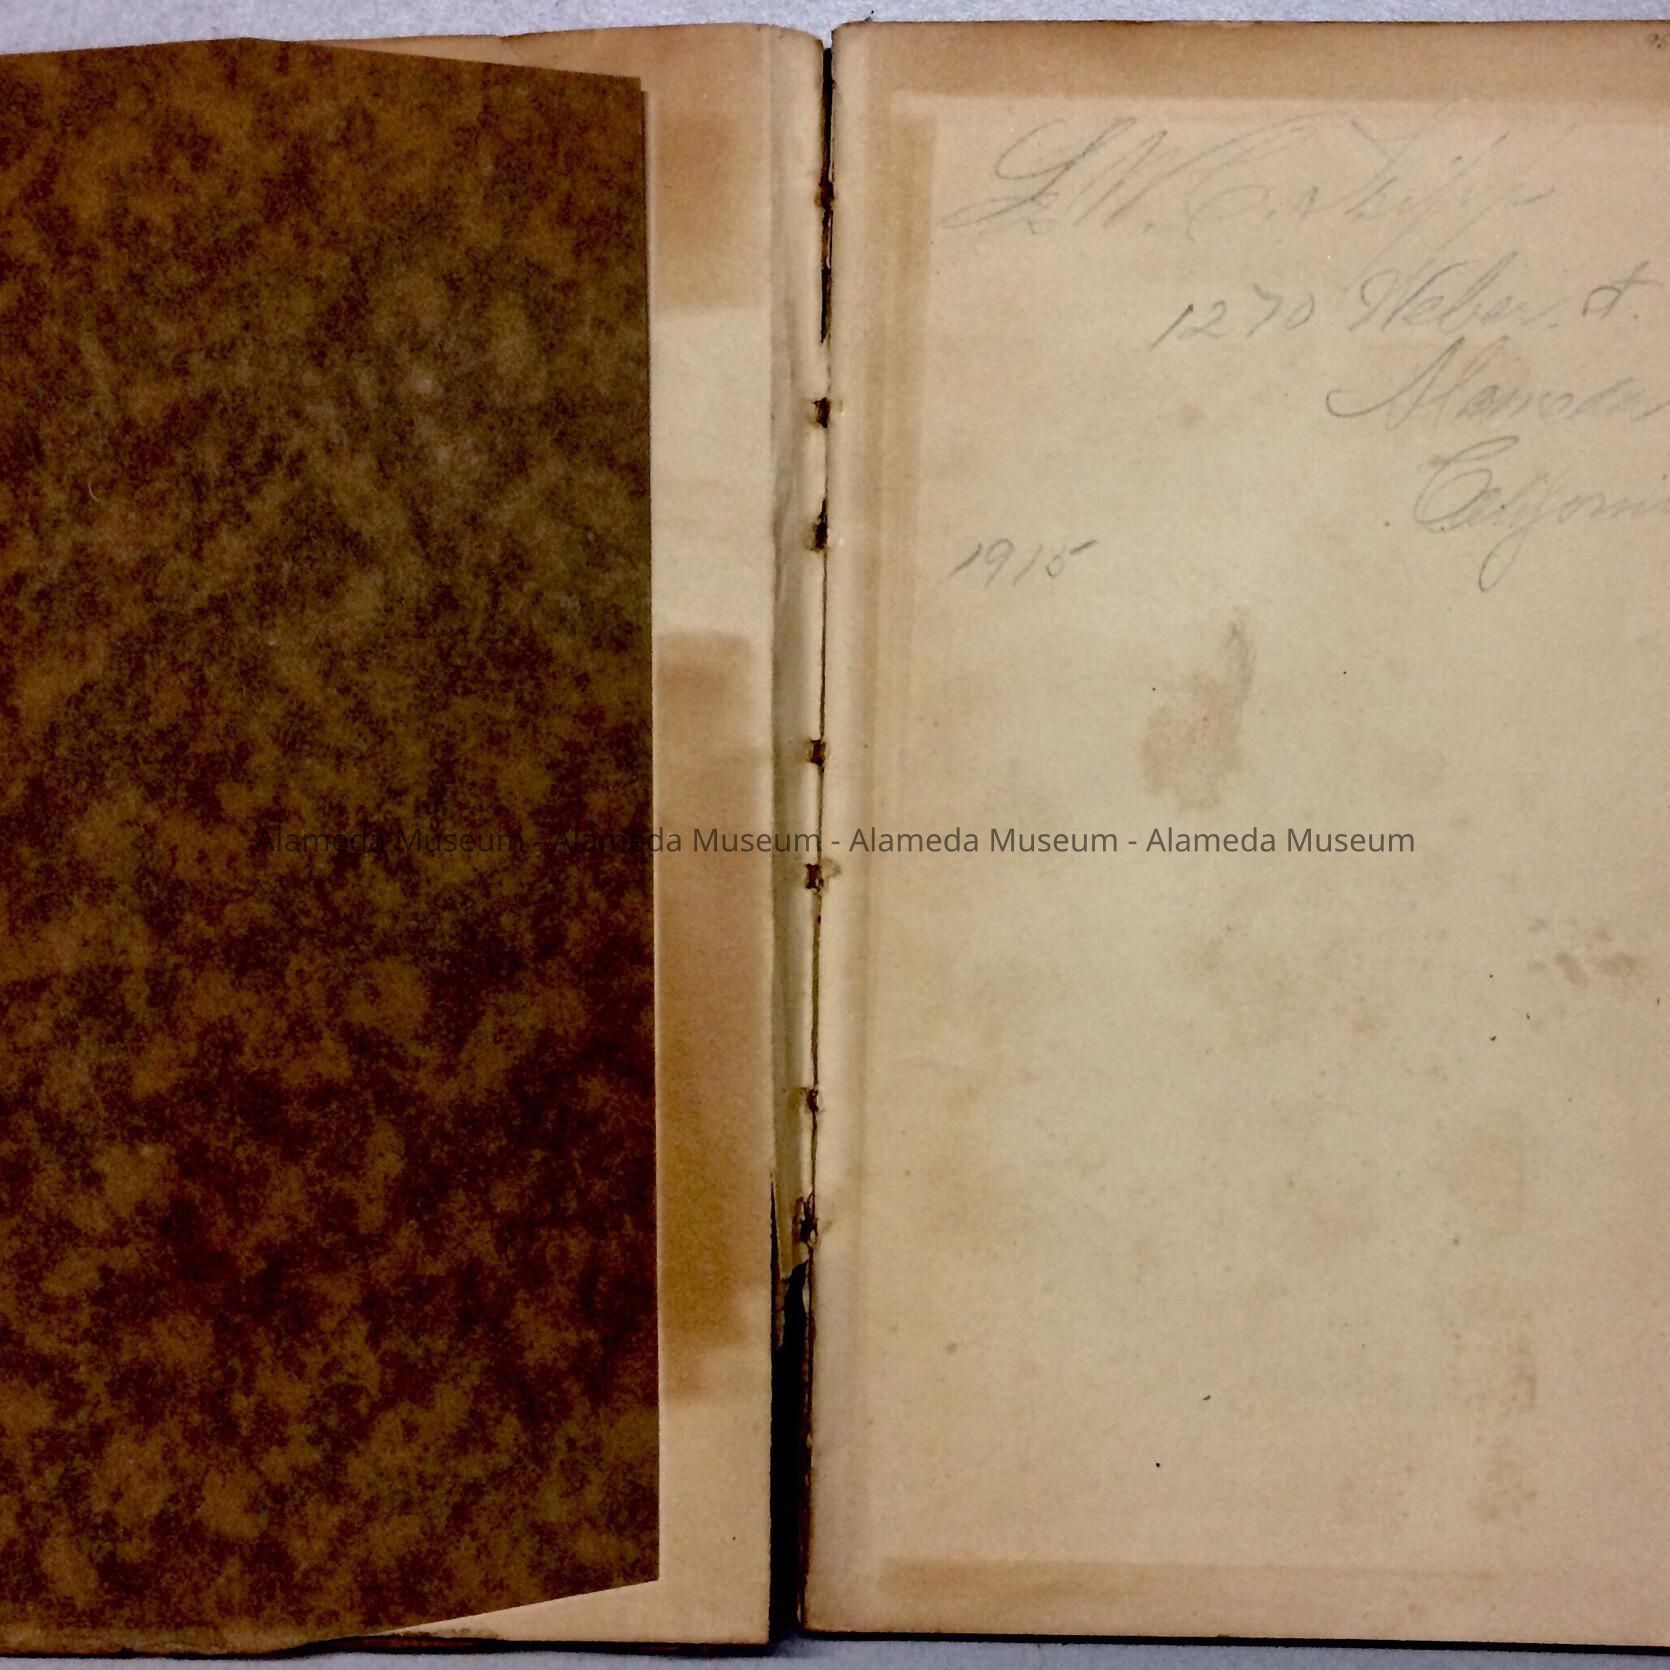 W. C.
1270 Weber St.
Alameda
California
1915
Alameda Museum - Alameda Museum - Alameda Museum - Alameda Museum